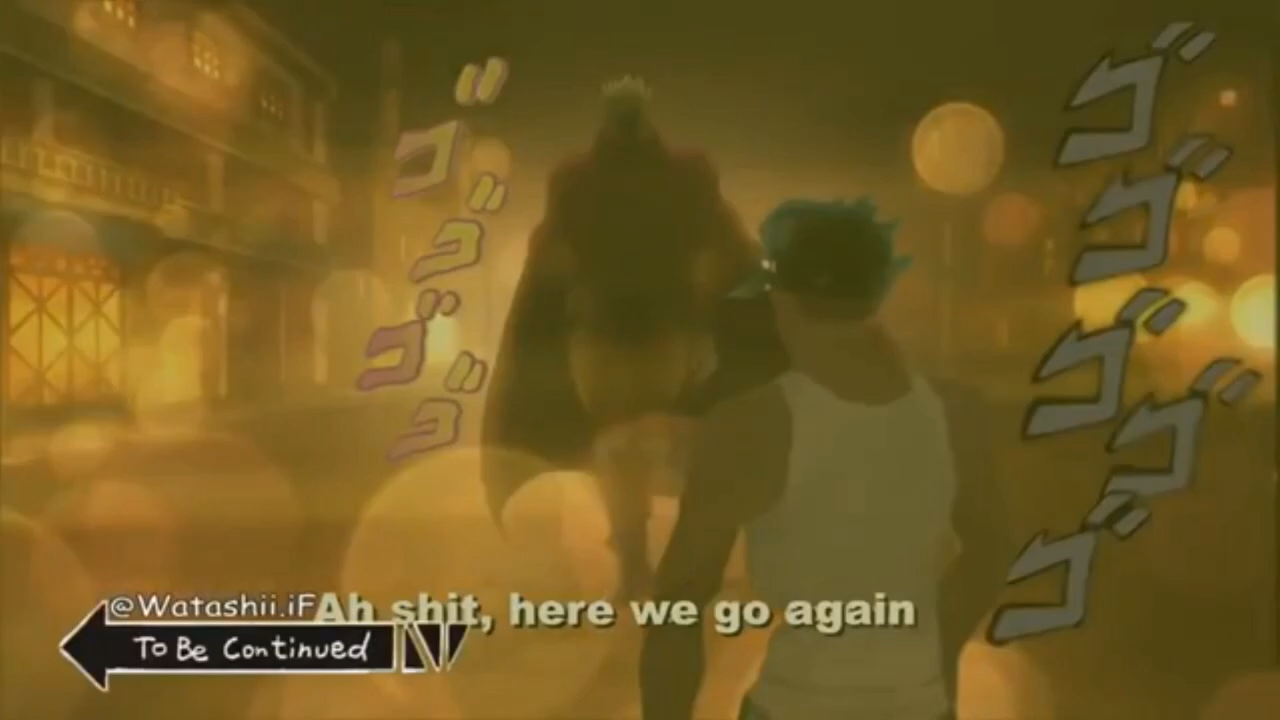 ゴゴゴゴ
ゴゴゴゴゴ
@Watashii.iF
Ah shit, here we go again
To Be Continued